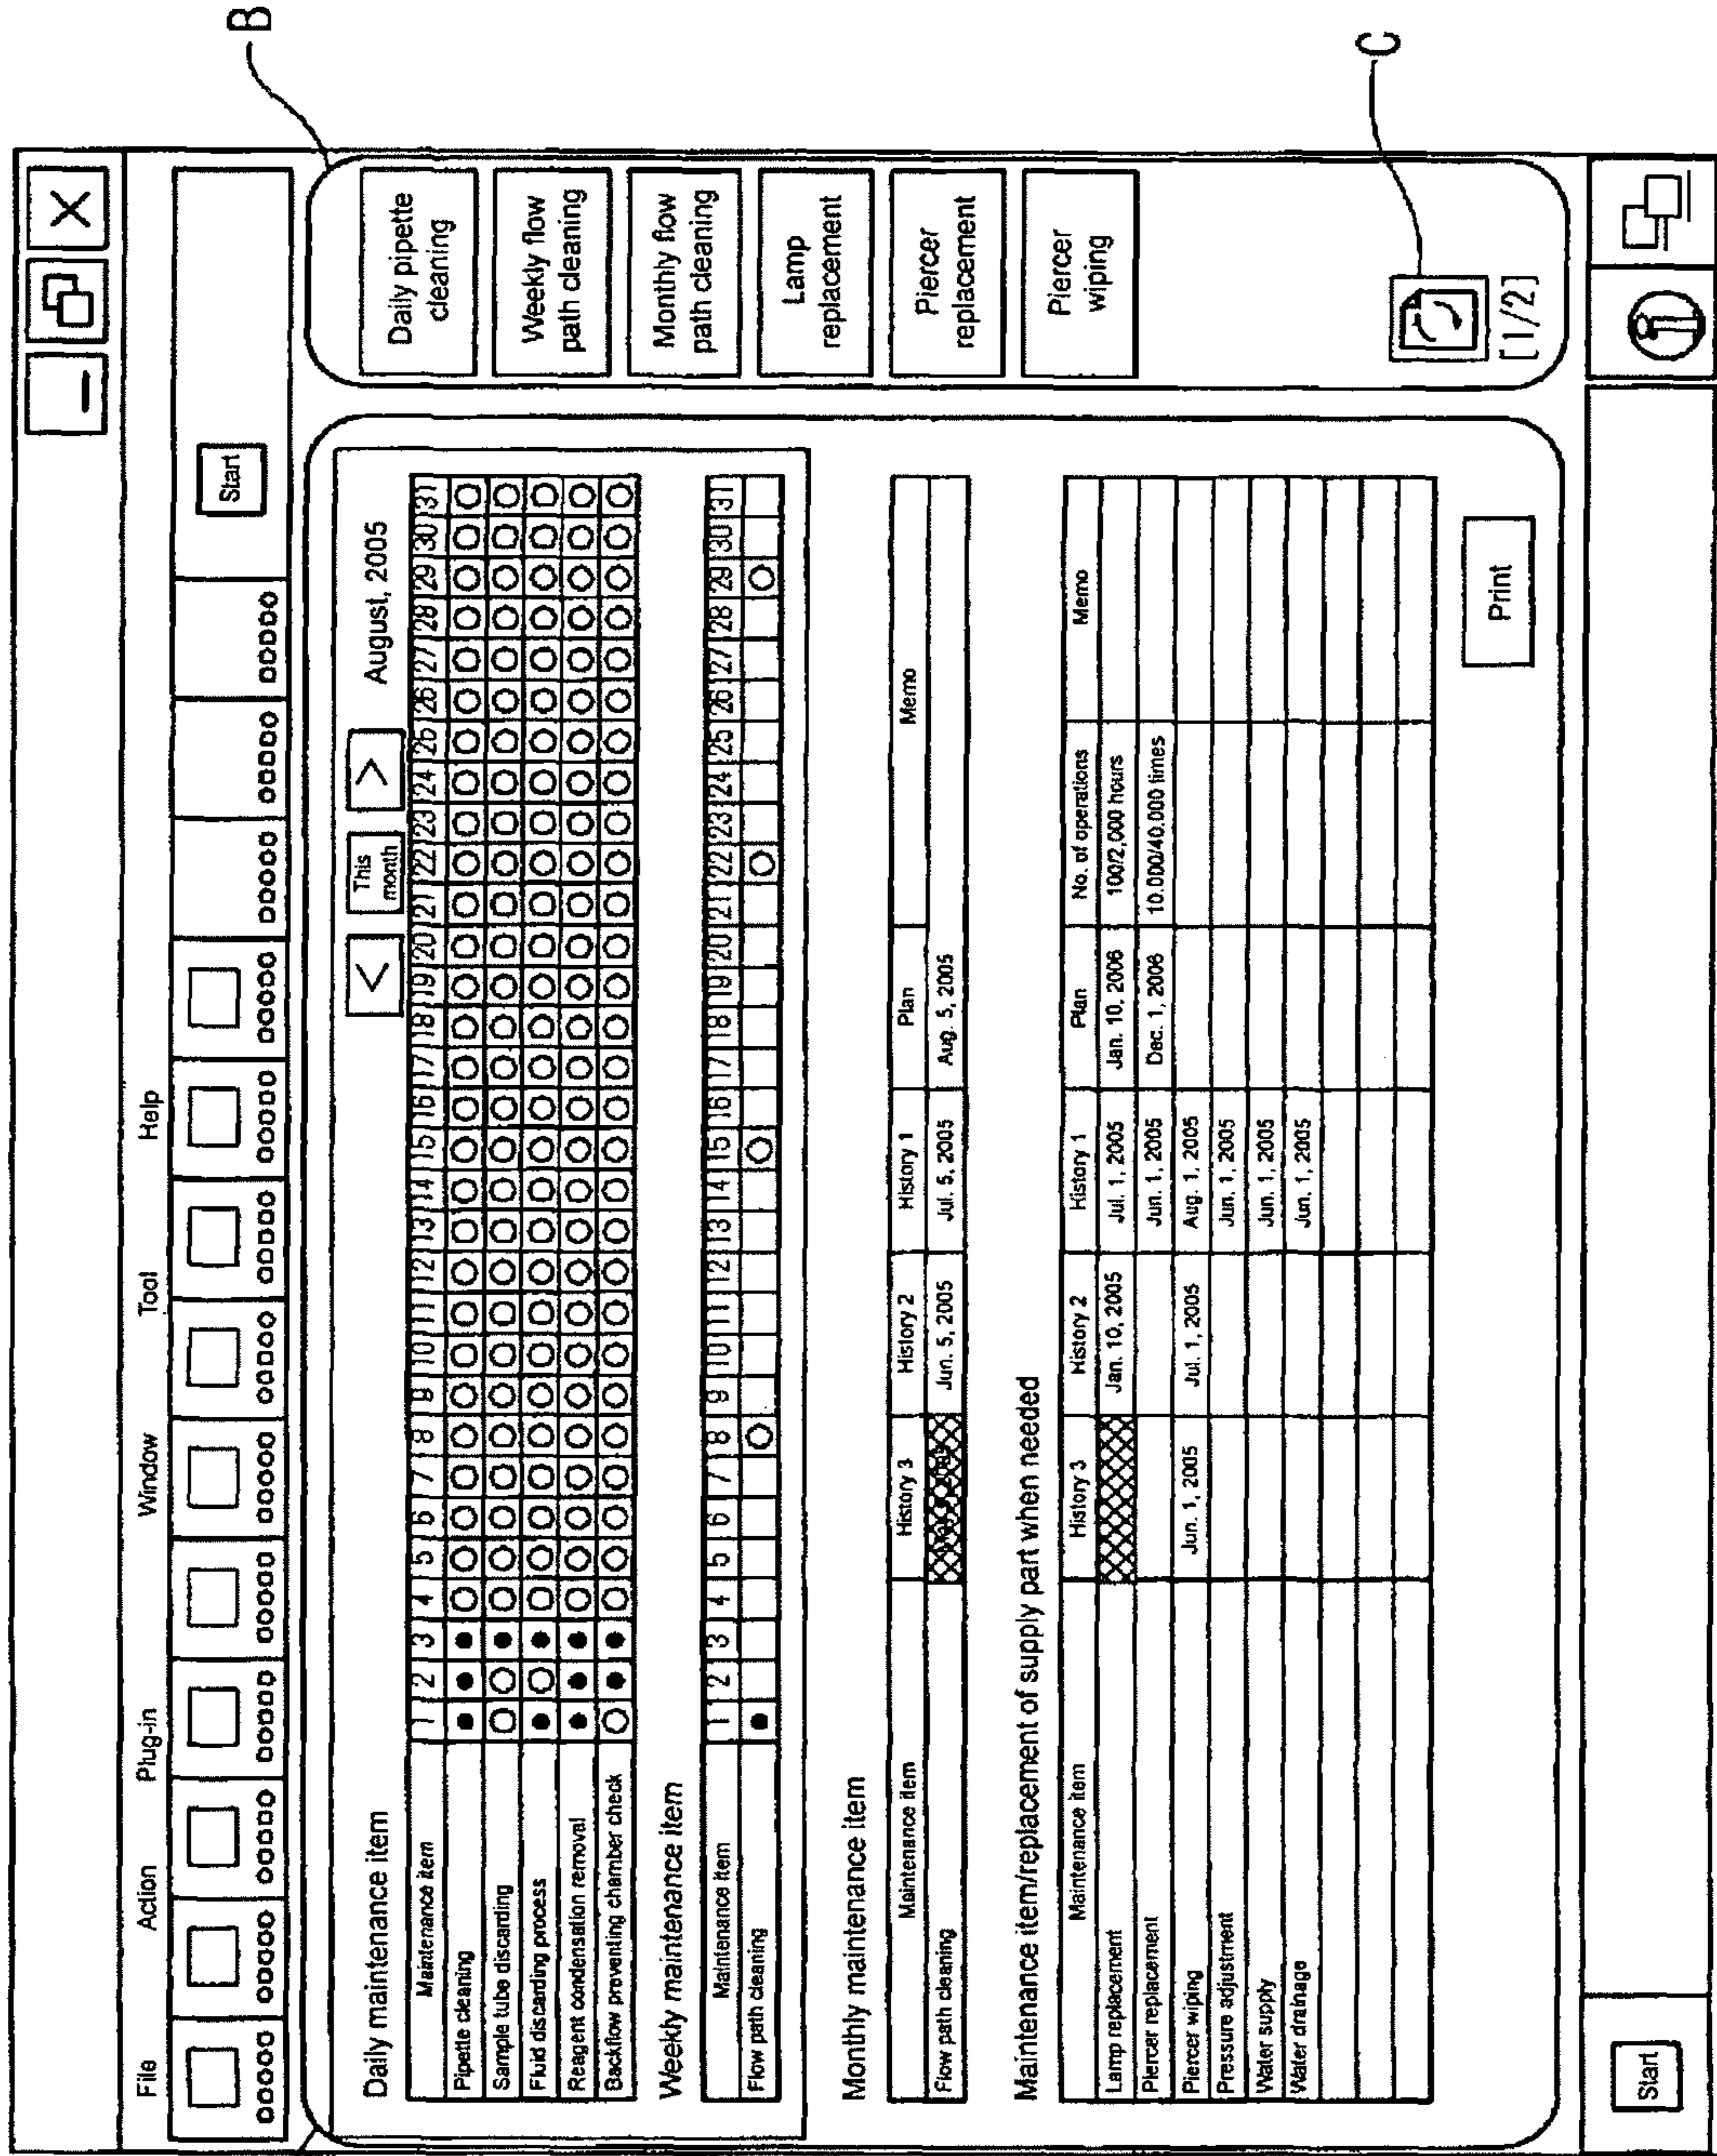 File Action Plug-in Window Tool Help
Start
Daily maintenance item
< This month > August, 2005
Maintenance item 1 2 3 4 5 6 7 8 9 10 11 12 13 14 15 16 17 18 19 20 21 22 23 24 25 26 27 28 29 30 31
Pipette cleaning
Sample tube discarding
Fluid discarding process
Reagent condensation removal
Backflow preventing chamber check
Weekly maintenance item
Maintenance item 1 2 3 4 5 6 7 8 9 10 11 12 13 14 15 16 17 18 19 20 21 22 23 24 25 26 27 28 29 30 31
Flow path cleaning
Monthly maintenance item
Maintenance item History 3 History 2 History 1 Plan Memo
Flow path cleaning Jun. 5, 2005 Jul. 5, 2005 Aug. 5, 2005
Maintenance item/replacement of supply part when needed
Maintenance item History 3 History 2 History 1 Plan No. of operations Memo
Lamp replacement Jan. 10, 2005 Jul. 1, 2005 Jan. 10, 2006 100/2,000 hours
Piercer replacement Jun. 1, 2005 Dec. 1, 2006 10.000/40.000 times
Piercer wiping Jun. 1, 2005 Jul. 1, 2005 Aug. 1, 2005
Pressure adjustment Jun. 1, 2005
Water supply Jun. 1, 2005
Water drainage Jun. 1, 2005
Print
B
Daily pipette
cleaning
Weekly flow
path cleaning
Monthly flow
path cleaning
Lamp
replacement
Piercer
replacement
Piercer
wiping
C
[1/2]
Start